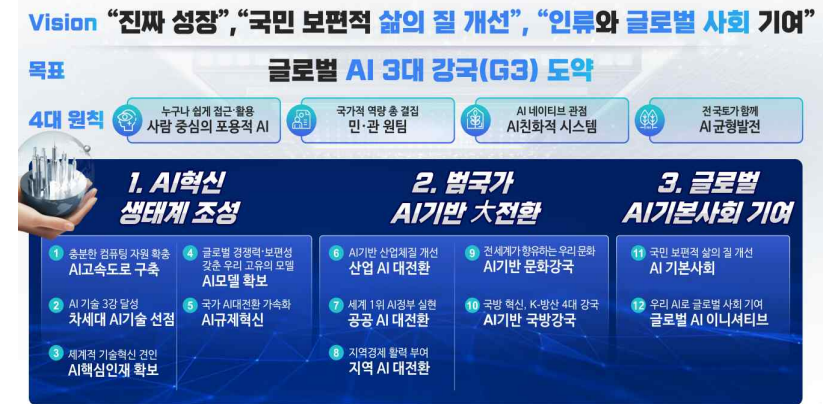 Vision “진짜 성장”,“국민 보편적 삶의 질 개선”, “인류와 글로벌 사회 기여”
목표 글로벌 AI 3대 강국(G3) 도약
4대 원칙
누구나 쉽게 접근·활용
사람 중심의 포용적 AI
국가적 역량 총 결집
민·관 원팀
AI 네이티브 관점
AI친화적 시스템
전국토가 함께
AI 균형발전
1. AI혁신
생태계 조성
1 충분한 컴퓨팅 자원 확충
AI고속도로 구축
2 AI 기술 3강 달성
차세대 AI기술 선점
3 세계적 기술혁신 견인
AI핵심인재 확보
4 글로벌 경쟁력·보편성
갖춘 우리 고유의 모델
AI모델 확보
5 국가 AI대전환 가속화
AI규제혁신
2. 범국가
AI기반 大전환
6 AI기반 산업체질 개선
산업 AI 대전환
7 세계 1위 AI정부 실현
공공 AI 대전환
8 지역경제 활력 부여
지역 AI 대전환
9 전 세계가 향유하는 우리 문화
AI기반 문화강국
10 국방 혁신, K-방산 4대 강국
AI기반 국방강국
3. 글로벌
AI기본사회 기여
11 국민 보편적 삶의 질 개선
AI 기본사회
12 우리 AI로 글로벌 사회 기여
글로벌 AI 이니셔티브